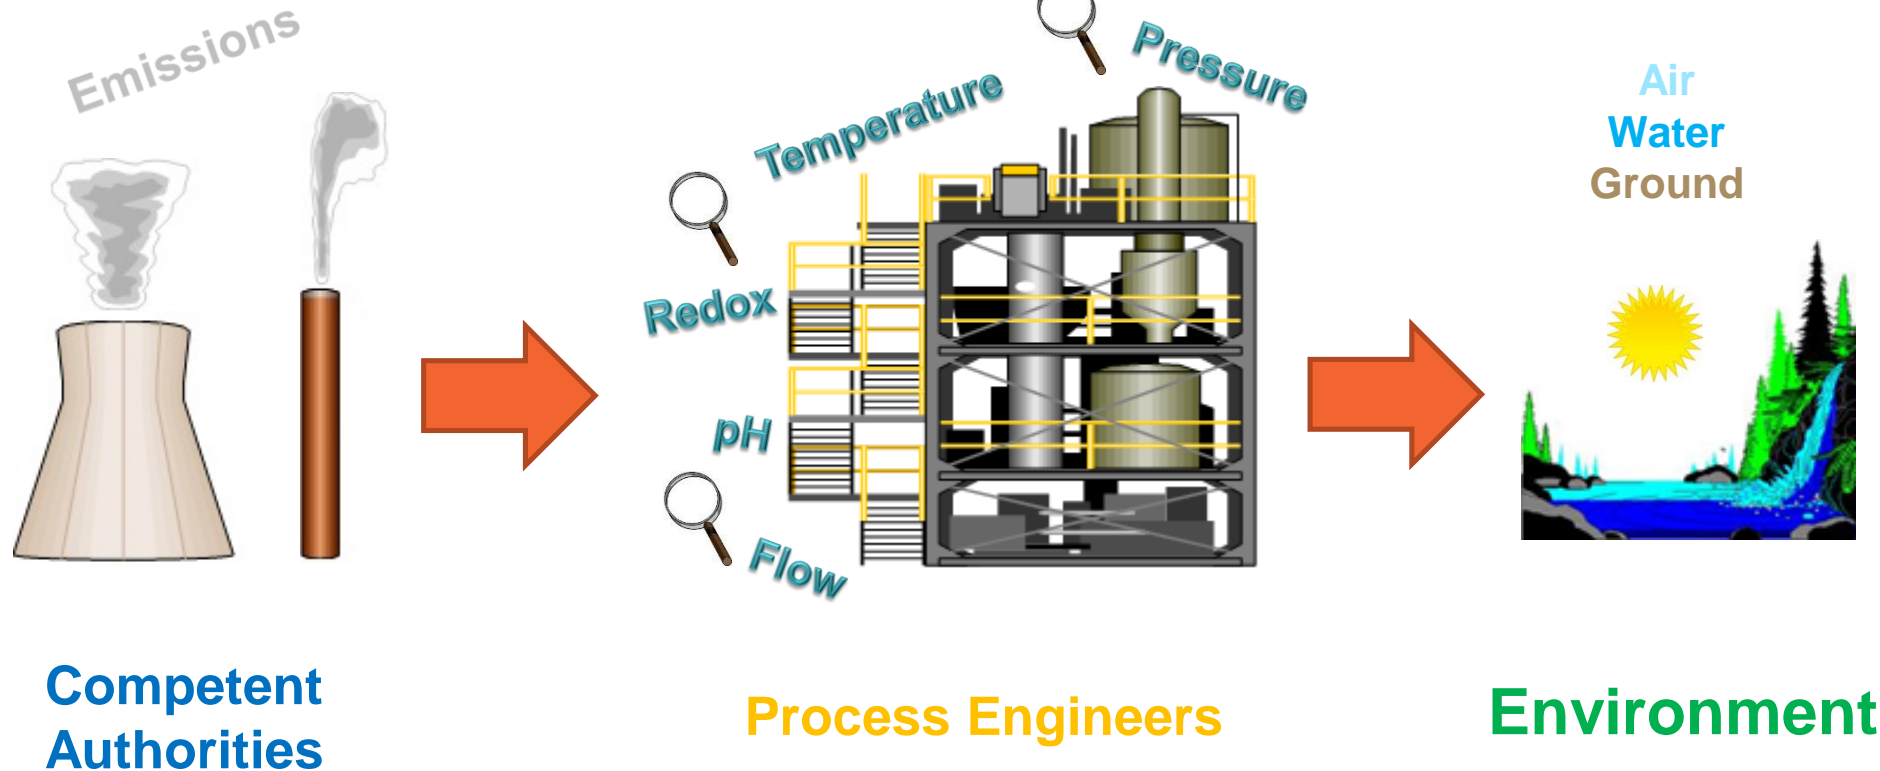 Emissions
Temperature
Pressure
Redox
pH
Flow
Air
Water
Ground
Competent
Authorities
Process Engineers
Environment